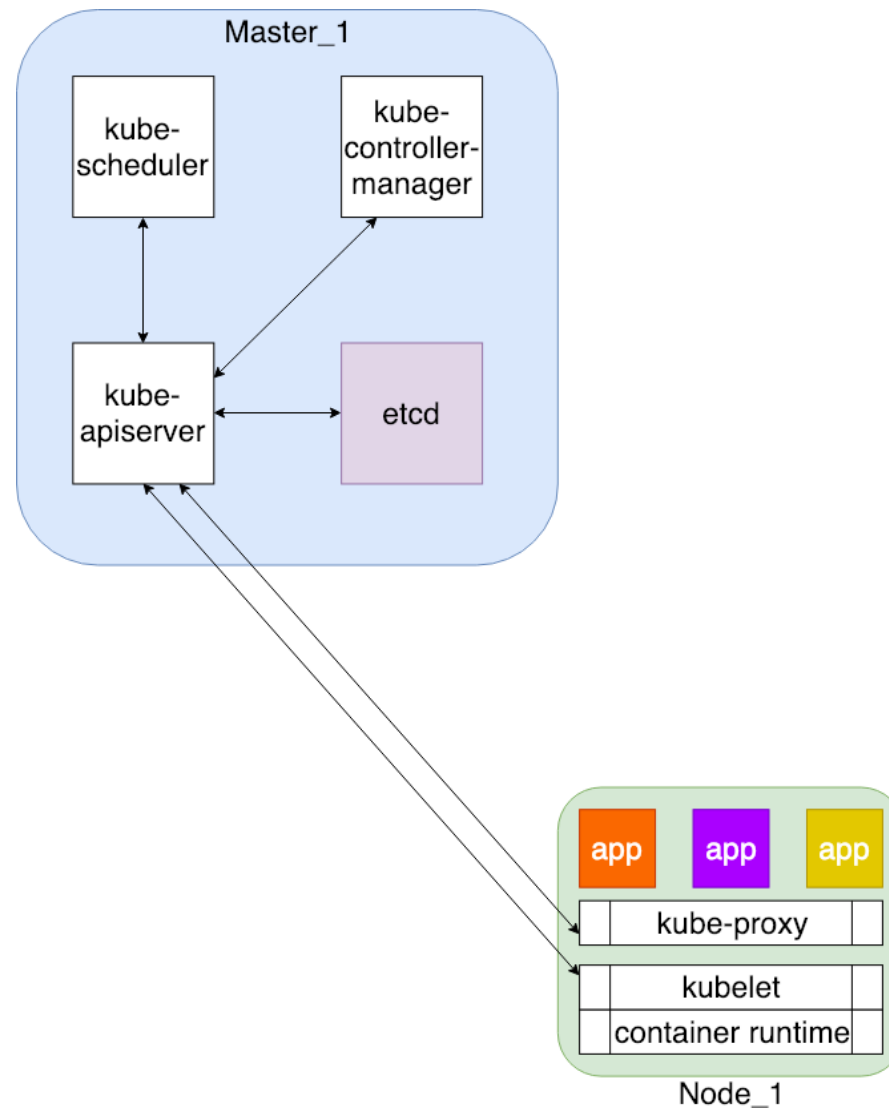 Master_1
kube-
scheduler
kube-
controller-
manager
kube-
apiserver
etcd
app
app
app
kube-proxy
kubelet
container runtime
Node_1